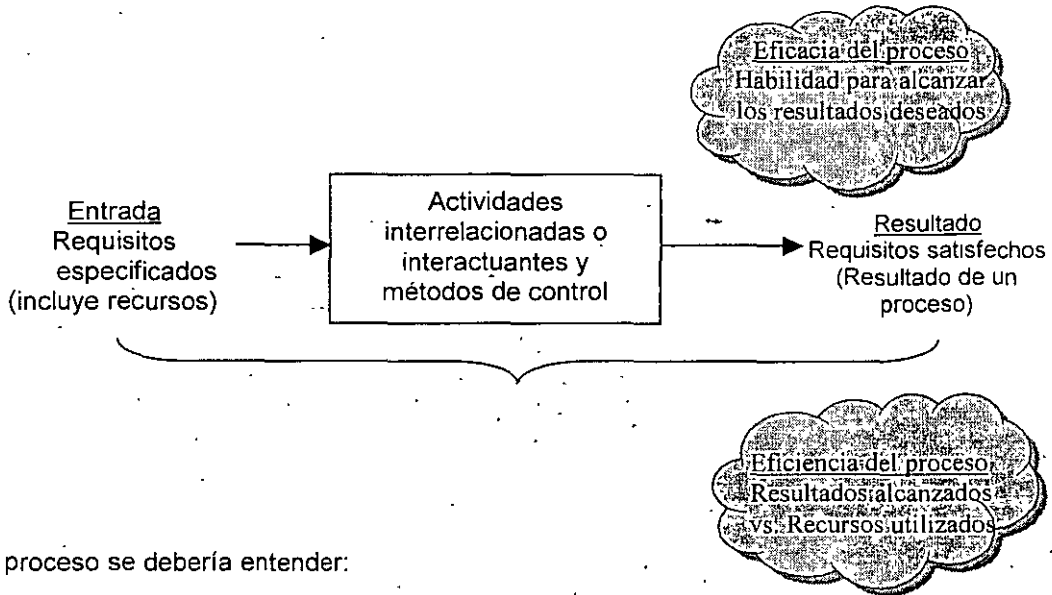 Eficacia del proceso
Habilidad para alcanzar
los resultados deseados
Entrada
Requisitos
especificados
(incluye recursos)
Actividades
interrelacionadas o
interactuantes y
métodos de control
Resultado
Requisitos satisfechos
(Resultado de un
proceso)
Eficiencia del proceso
Resultados alcanzados
vs. Recursos utilizados
proceso se debería entender: